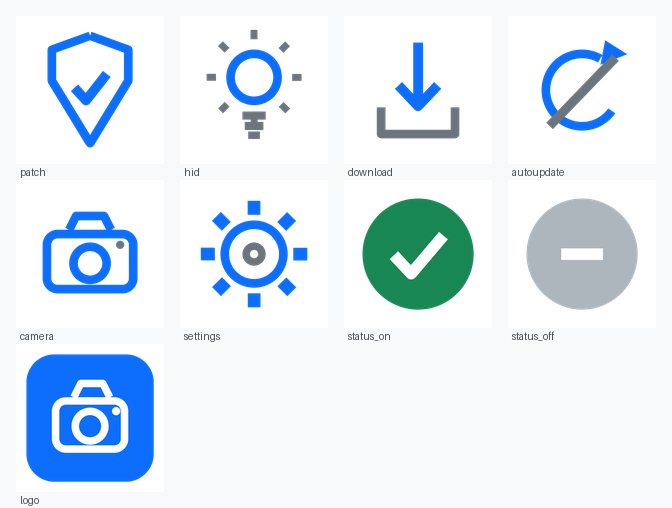 patch
hid
download
autoupdate
camera
settings
status_on
status_off
logo